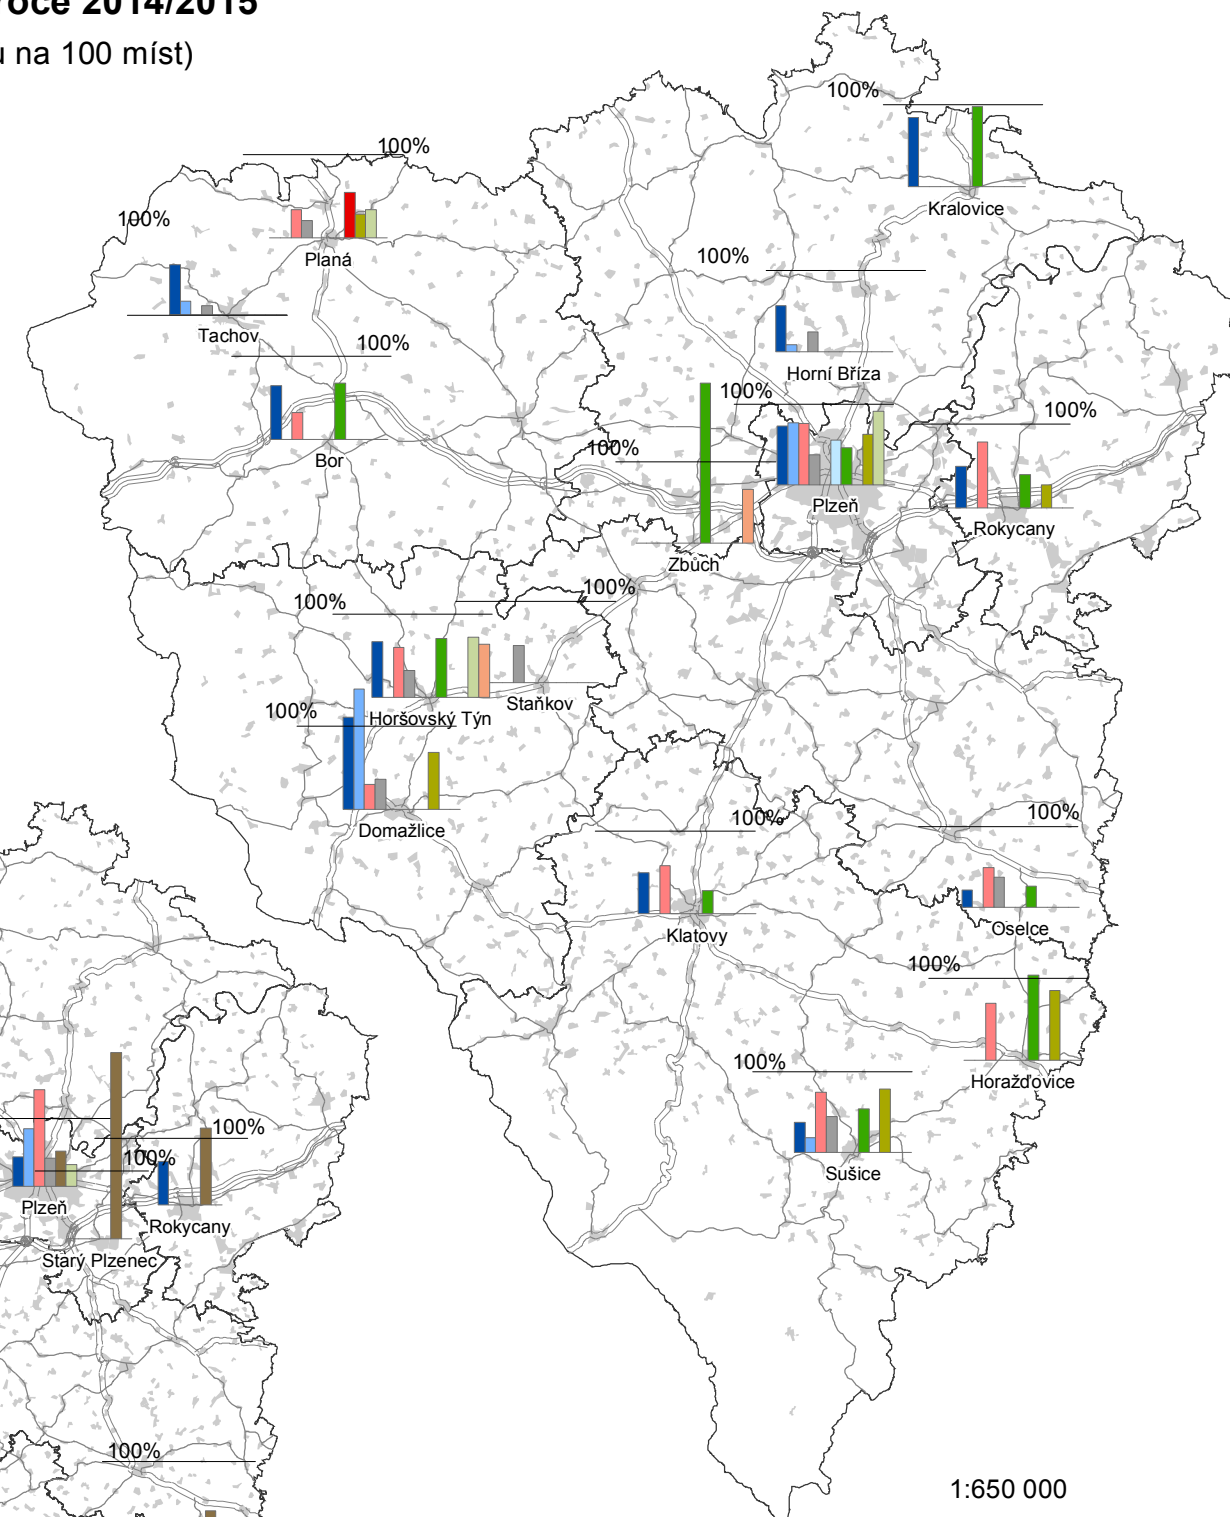 roce 2014/2015
u na 100 míst)
100%
Kralovice
100%
Planá
100%
Tachov
100%
Horní Bříza
100%
Bor
100%
Plzeň
100%
Rokycany
100%
Zbůch
100%
Staňkov
100%
Horšovský Týn
100%
Domažlice
100%
Klatovy
100%
Oselce
100%
Horažďovice
100%
Sušice
Plzeň
100%
Rokycany
100%
Starý Plzenec
100%
1:650 000